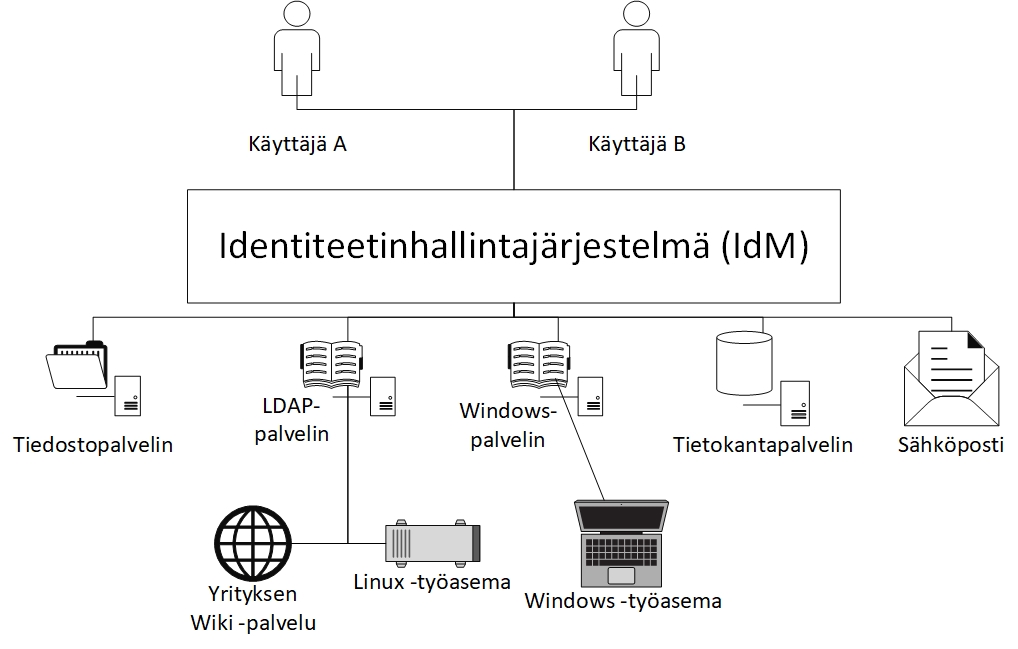 Käyttäjä A
Käyttäjä B
Identiteetinhallintajärjestelmä (IdM)
Tiedostopalvelin
LDAP-
palvelin
Windows-
palvelin
Tietokantapalvelin
Sähköposti
Yrityksen
Wiki -palvelu
Linux -työasema
Windows -työasema